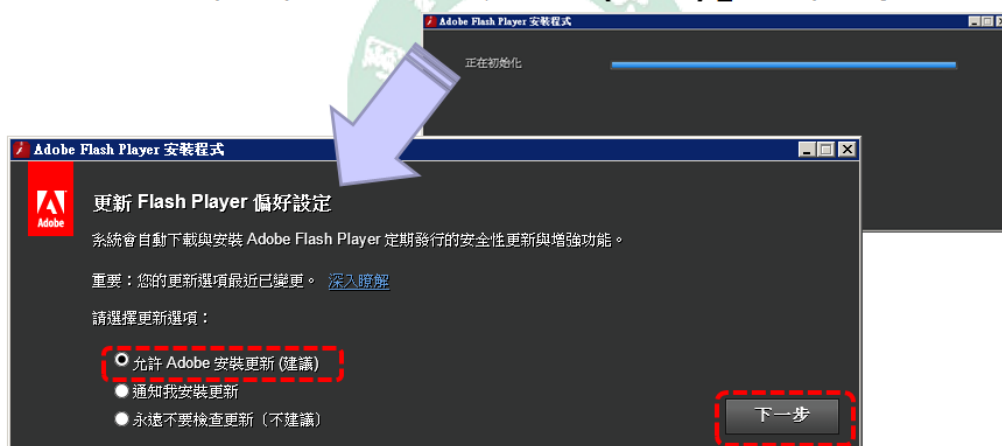 Adobe Flash Player 安裝程式
正在初始化
Adobe Flash Player 安裝程式
Adobe
更新 Flash Player 偏好設定
系統會自動下載與安裝 Adobe Flash Player 定期發行的安全性更新與增強功能。
重要：您的更新選項最近已變更。 深入瞭解
請選擇更新選項：
允許 Adobe 安裝更新 (建議)
通知我安裝更新
永遠不要檢查更新〔不建議〕
下一步